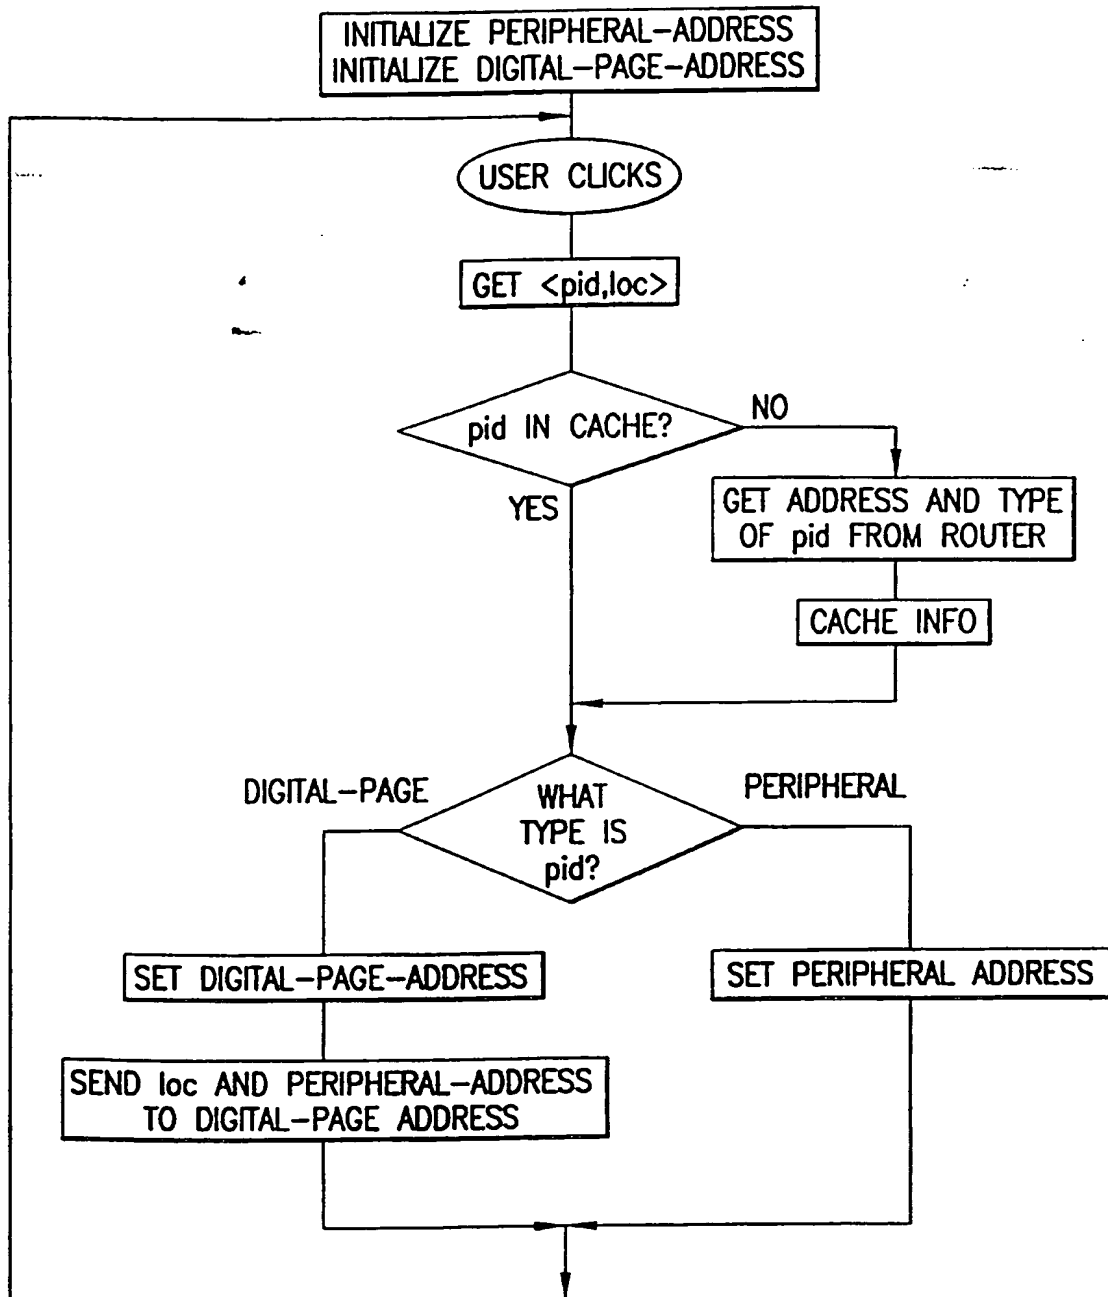 INITIALIZE PERIPHERAL-ADDRESS
INITIALIZE DIGITAL-PAGE-ADDRESS
USER CLICKS
GET <pid,loc>
pid IN CACHE?
NO
YES
GET ADDRESS AND TYPE
OF pid FROM ROUTER
CACHE INFO
DIGITAL-PAGE
WHAT
TYPE IS
pid?
PERIPHERAL
SET DIGITAL-PAGE-ADDRESS
SET PERIPHERAL ADDRESS
SEND loc AND PERIPHERAL-ADDRESS
TO DIGITAL-PAGE ADDRESS